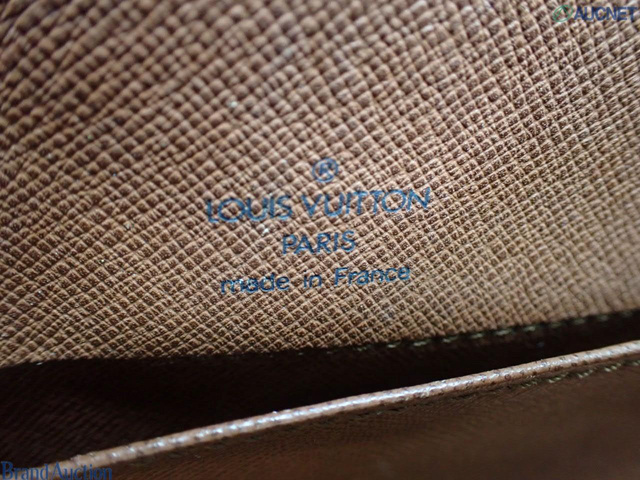 AUCNET
®
LOUIS VUITTON
PARIS
made in France
Brand Auction